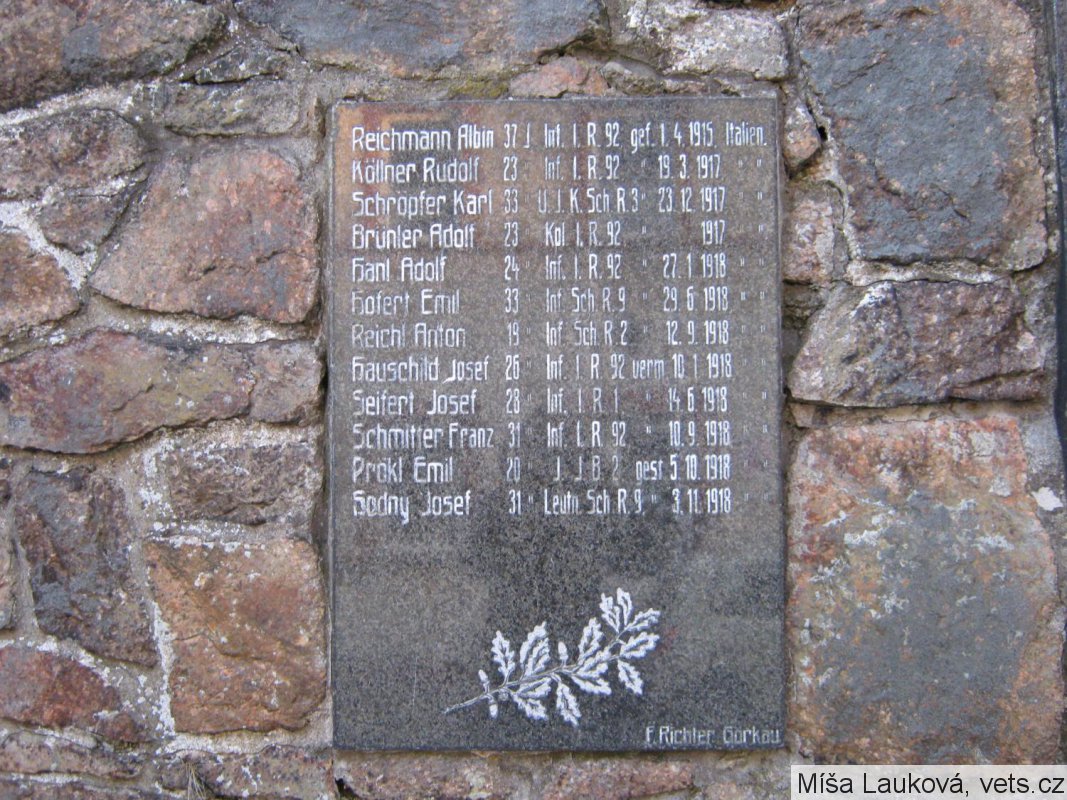 Reichmann Albin 37 J. Inf. I. R. 92 gef. 1. 4. 1915. Italien.
Köllner Rudolf 23 " Inf. I. R. 92 " 19. 3. 1917 " "
Schröpfer Karl 33 " U. J. K. Sch. R. 3 " 23. 12. 1917 " "
Brünler Adolf 23 " Kpl. I. R. 92 " 1917 " "
Hanl Adolf 24 " Inf. I. R. 92 " 27. 1. 1918 " "
Hofert Emil 33 " Inf. Sch. R. 9 " 29. 6. 1918 " "
Reichl Anton 19 " Inf. Sch. R. 2 " 12. 9. 1918 " "
Hauschild Josef 26 " Inf. I. R. 92 verm. 10. 1. 1918 " "
Seifert Josef 28 " Inf. I. R. 1 " 14. 6. 1918 " "
Schmitter Franz 31 " Inf. I. R. 92 " 10. 9. 1918 " "
Prökl Emil 20 " J. J. B. 2 gest. 5. 10. 1918 " "
Hodny Josef 31 " Leutn. Sch. R. 9 " 3. 11. 1918 " "
F. Richter Görkau
Míša Lauková, vets.cz